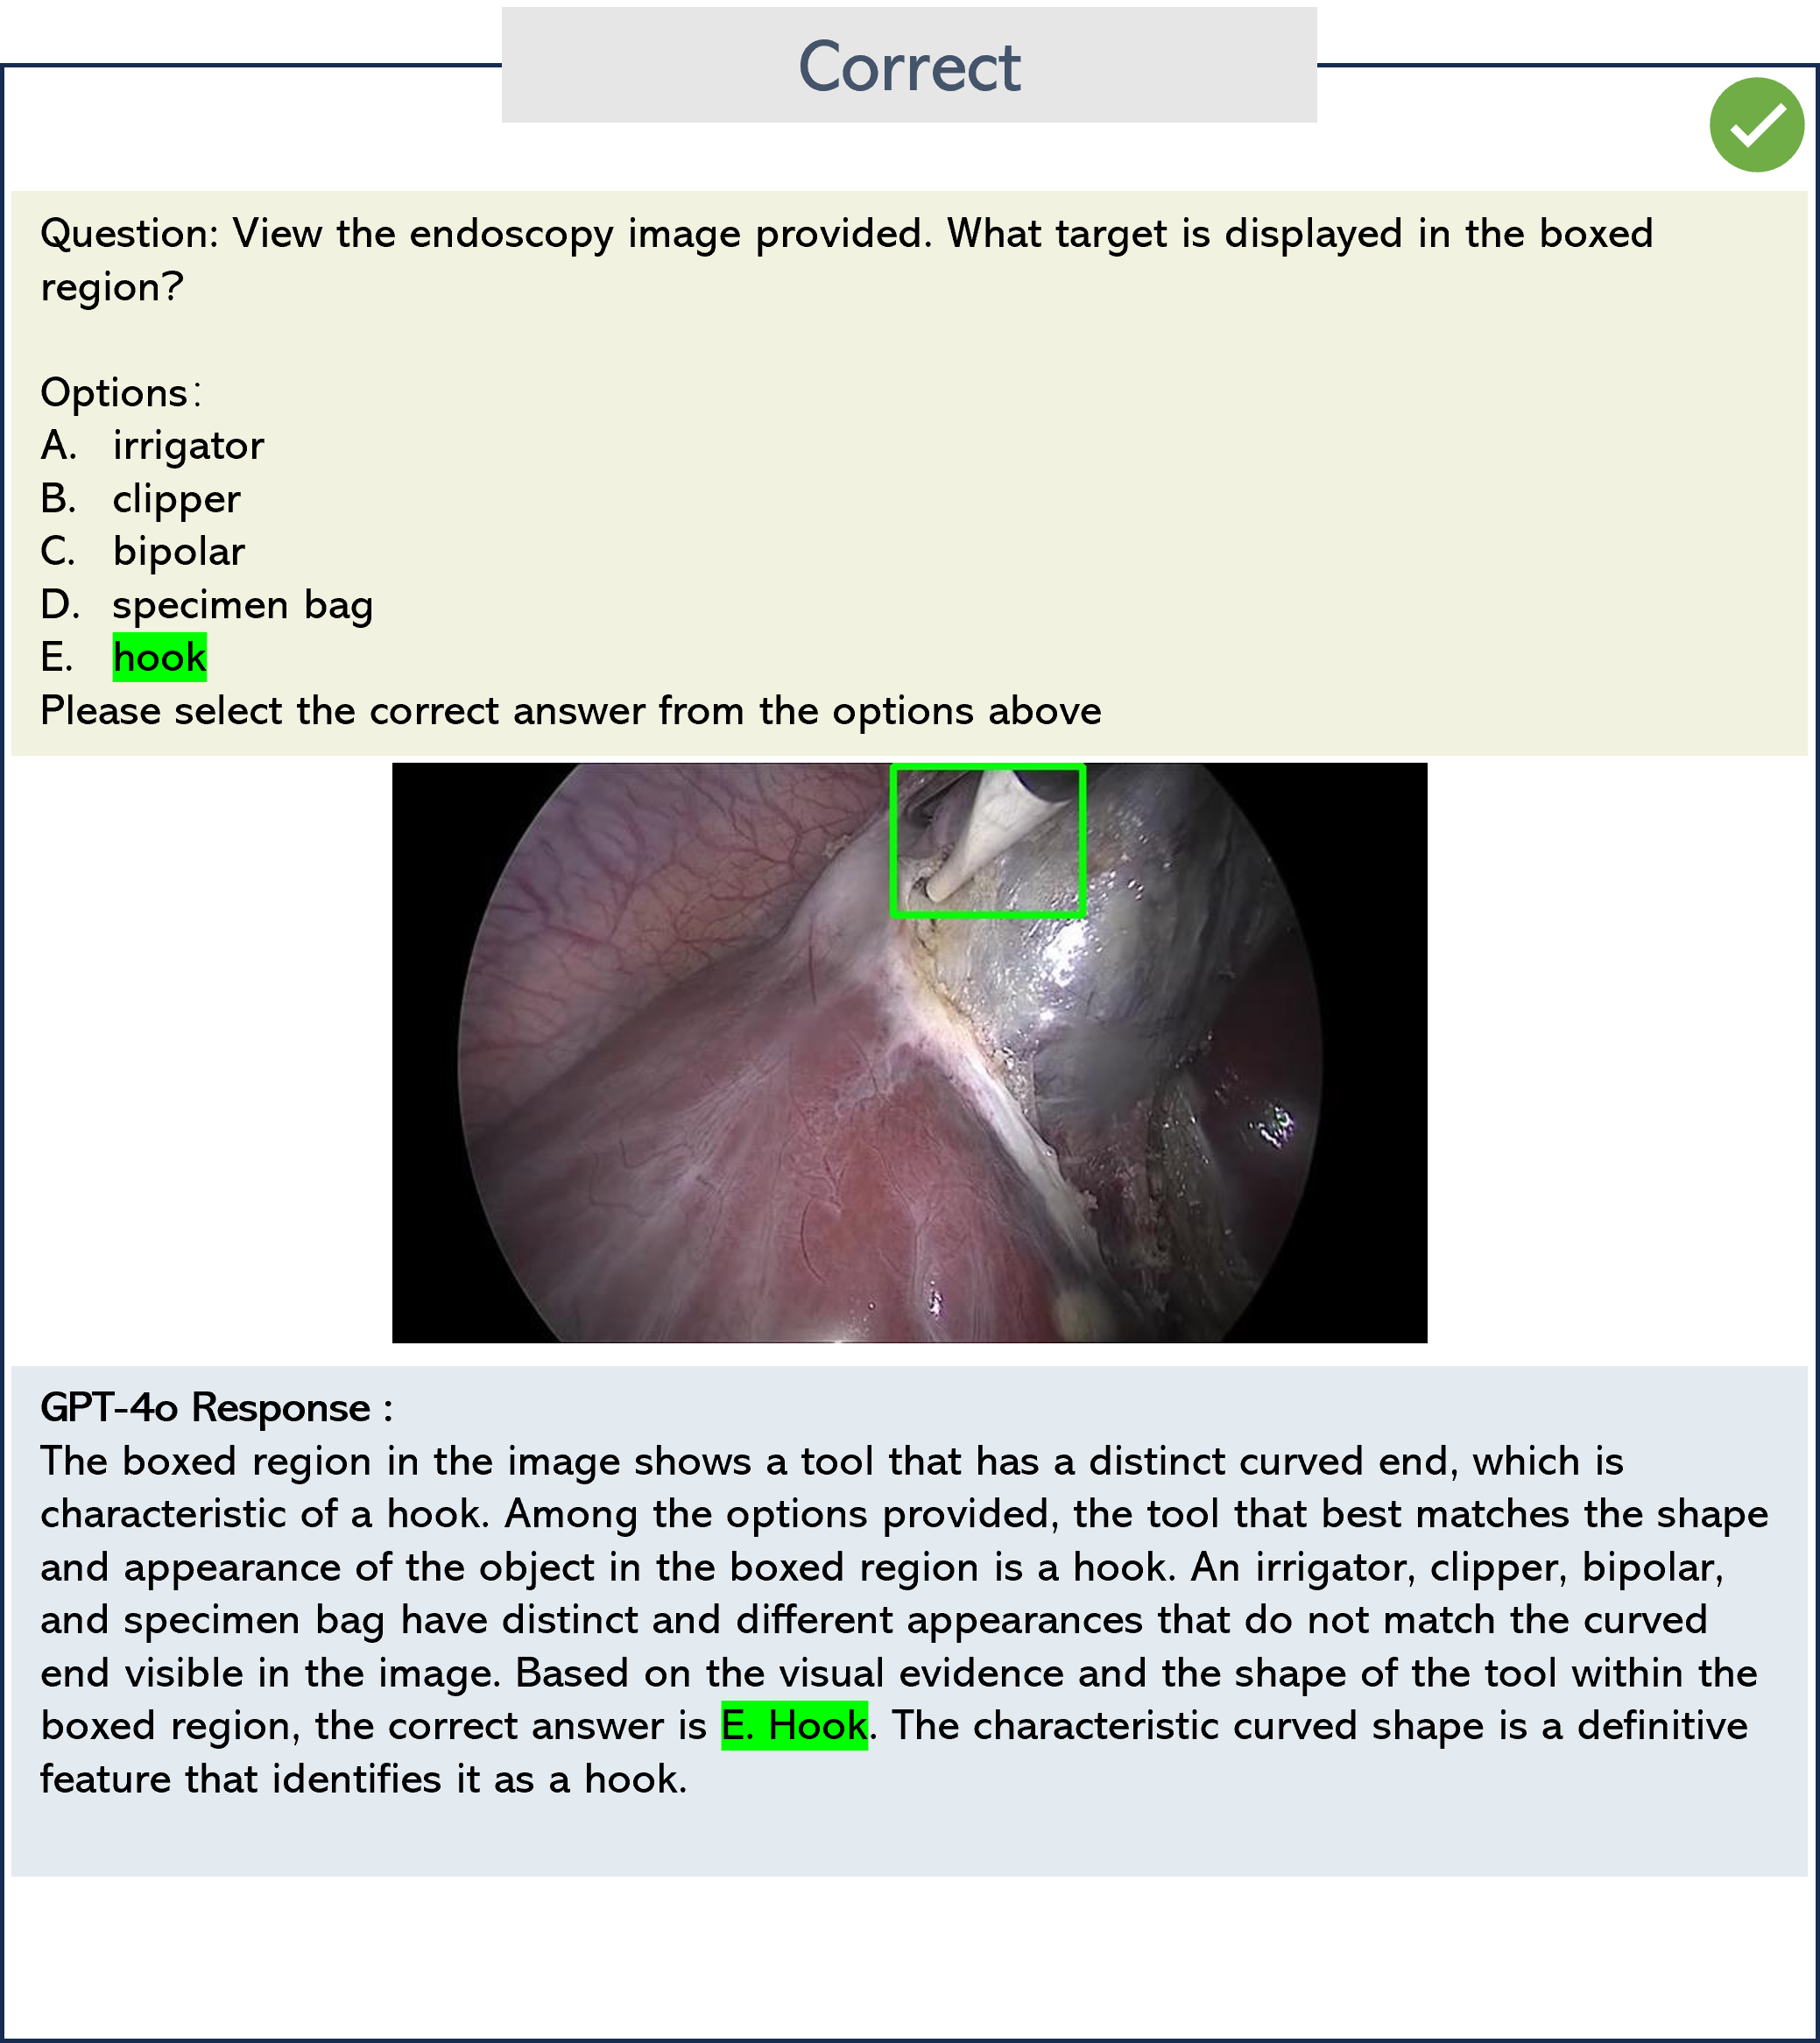 Correct
Question: View the endoscopy image provided. What target is displayed in the boxed
region?
Options:
A. irrigator
B. clipper
C. bipolar
D. specimen bag
E. hook
Please select the correct answer from the options above
GPT-4o Response :
The boxed region in the image shows a tool that has a distinct curved end, which is
characteristic of a hook. Among the options provided, the tool that best matches the shape
and appearance of the object in the boxed region is a hook. An irrigator, clipper, bipolar,
and specimen bag have distinct and different appearances that do not match the curved
end visible in the image. Based on the visual evidence and the shape of the tool within the
boxed region, the correct answer is E. Hook. The characteristic curved shape is a definitive
feature that identifies it as a hook.